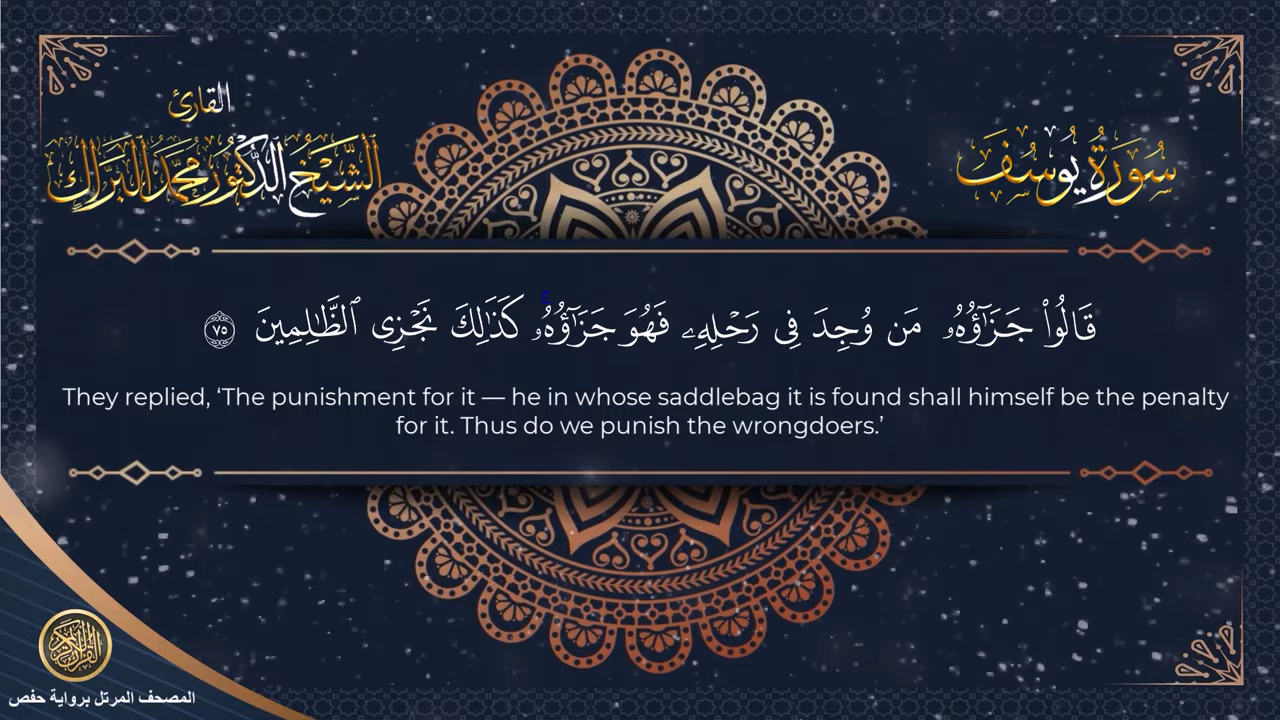 القارئ
الشيخ الدكتور محمد البراك
سورة يوسف
قَالُوا۟ جَزَٰٓؤُهُۥ مَن وُجِدَ فِى رَحْلِهِۦ فَهُوَ جَزَٰٓؤُهُۥ ۚ كَذَٰلِكَ نَجْزِى ٱلظَّٰلِمِينَ ٧٥
They replied, ‘The punishment for it — he in whose saddlebag it is found shall himself be the penalty
for it. Thus do we punish the wrongdoers.’
القرآن الكريم
المصحف المرتل برواية حفص